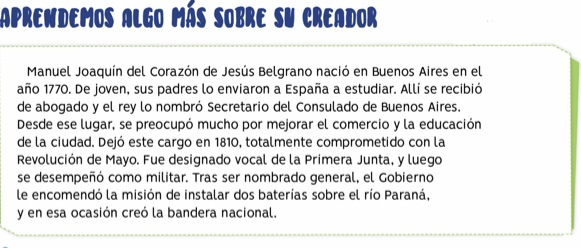 APRENDEMOS ALGO MÁS SOBRE SU CREADOR
Manuel Joaquín del Corazón de Jesús Belgrano nació en Buenos Aires en el
año 1770. De joven, sus padres lo enviaron a España a estudiar. Allí se recibió
de abogado y el rey lo nombró Secretario del Consulado de Buenos Aires.
Desde ese lugar, se preocupó mucho por mejorar el comercio y la educación
de la ciudad. Dejó este cargo en 1810, totalmente comprometido con la
Revolución de Mayo. Fue designado vocal de la Primera Junta, y luego
se desempeñó como militar. Tras ser nombrado general, el Gobierno
le encomendó la misión de instalar dos baterías sobre el río Paraná,
y en esa ocasión creó la bandera nacional.